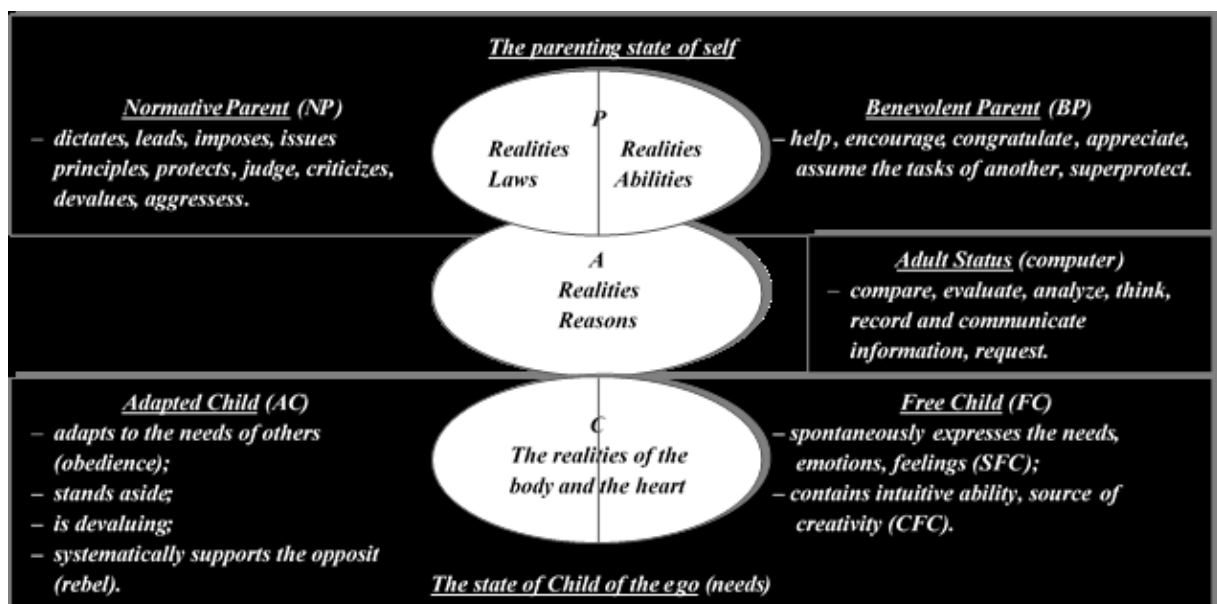 The parenting state of self
Normative Parent (NP)
– dictates, leads, imposes, issues
principles, protects, judge, criticizes,
devalues, aggressess.
P
Realities
Laws
Realities
Abilities
Benevolent Parent (BP)
– help, encourage, congratulate, appreciate,
assume the tasks of another, superprotect.
A
Realities
Reasons
Adult Status (computer)
– compare, evaluate, analyze, think,
record and communicate
information, request.
Adapted Child (AC)
– adapts to the needs of others
(obedience);
– stands aside;
– is devaluing;
– systematically supports the opposit
(rebel).
C
The realities of the
body and the heart
Free Child (FC)
– spontaneously expresses the needs,
emotions, feelings (SFC);
– contains intuitive ability, source of
creativity (CFC).
The state of Child of the ego (needs)